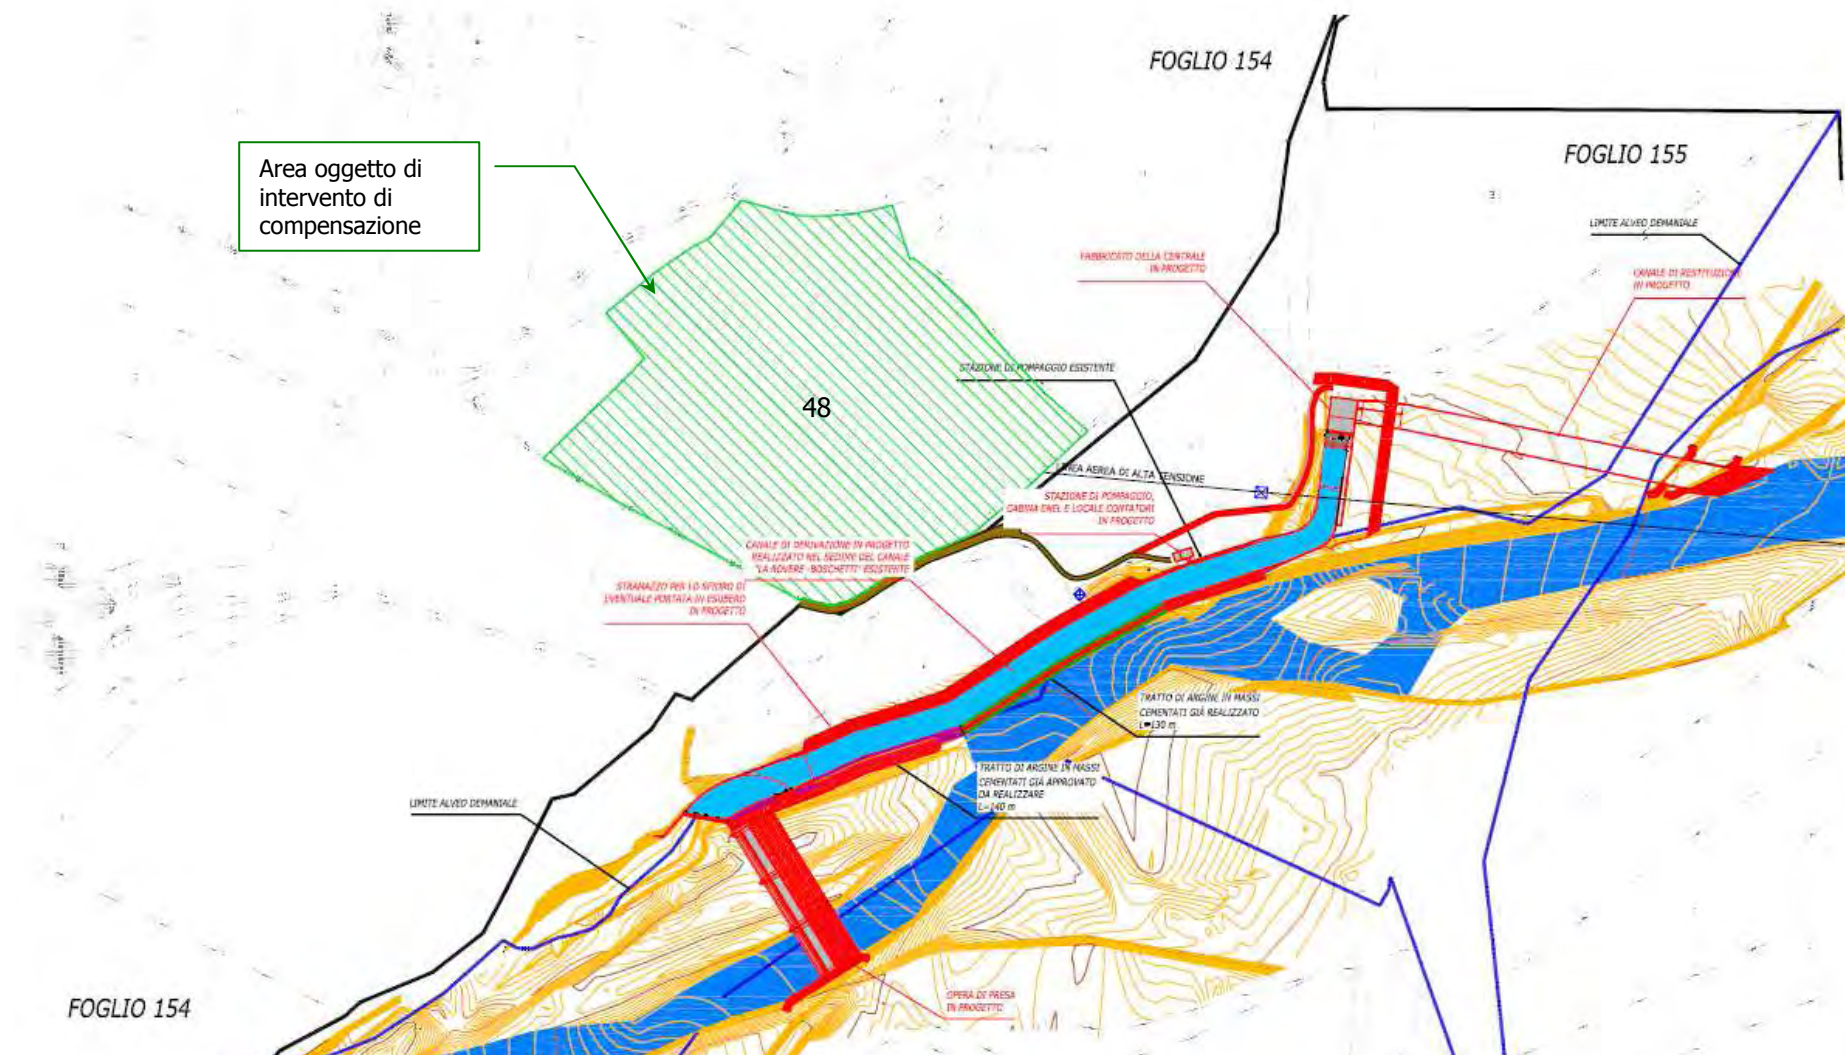 FOGLIO 154
FOGLIO 155
Area oggetto di
intervento di
compensazione
LIMITE ALVEO DEMANIALE
FABBRICATO DELLA CENTRALE
IN PROGETTO
CANALE DI RESTITUZIONE
IN PROGETTO
STAZIONE DI POMPAGGIO ESISTENTE
48
LINEA AEREA DI ALTA TENSIONE
STAZIONE DI POMPAGGIO,
CABINA ENEL E LOCALE CONTATORI
IN PROGETTO
CANALE DI DERIVAZIONE IN PROGETTO
REALIZZATO NEL SEDIME DEL CANALE
"LA ROVERE -BOSCHETTI" ESISTENTE
STRAMAZZO PER LO SFIORO DI
EVENTUALE PORTATA IN ESUBERO
IN PROGETTO
TRATTO DI ARGINE IN MASSI
CEMENTATI GIÀ REALIZZATO
L=130 m
TRATTO DI ARGINE IN MASSI
CEMENTATI GIÀ APPROVATO
DA REALIZZARE
L=140 m
LIMITE ALVEO DEMANIALE
OPERA DI PRESA
IN PROGETTO
FOGLIO 154